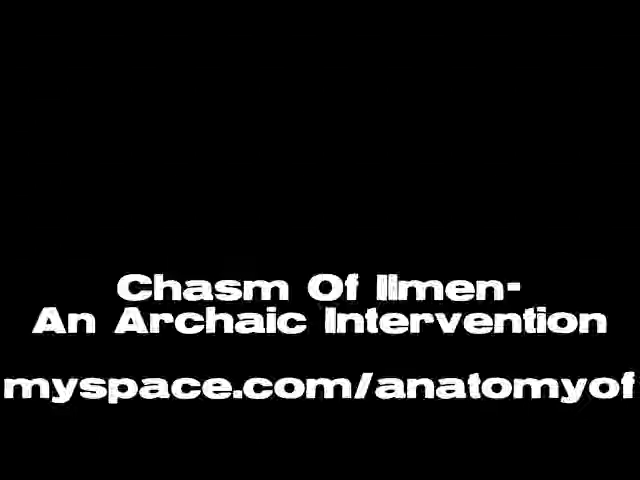 Chasm Of Ilmen-
An Archaic Intervention
myspace.com/anatomyof